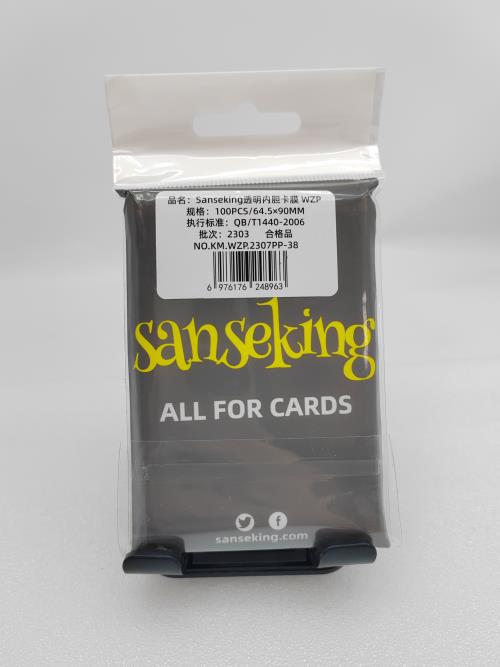 品名：Sanseking透明内胆卡膜 WZP
规格：100PCS/64.5×90MM
执行标准：QB/T1440-2006
批次：2303 合格品
NO.KM.WZP.2307PP-38
6 976176 248963
sanseking
ALL FOR CARDS
sanseking.com